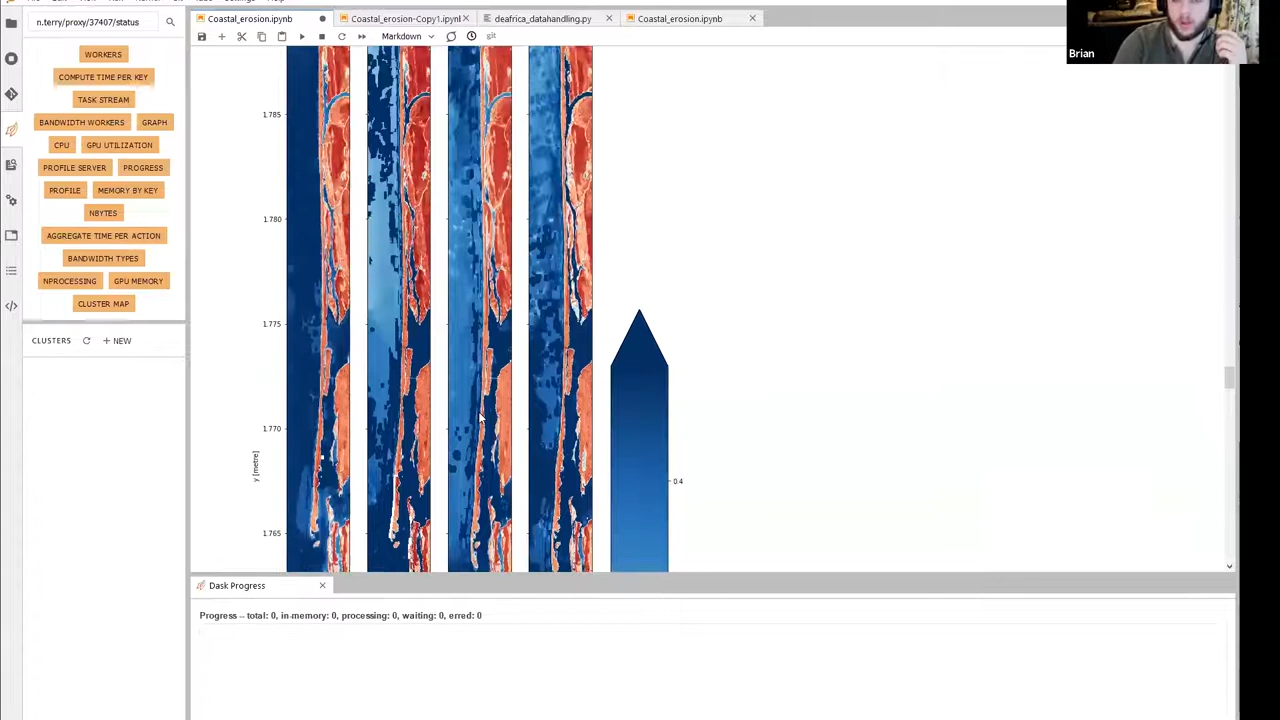 n.terry/proxy/37407/status
Coastal_erosion.ipynb
Coastal_erosion-Copy1.ipynl
deafrica_datahandling.py
Coastal_erosion.ipynb
Markdown
git
Brian
WORKERS
COMPUTE TIME PER KEY
TASK STREAM
BANDWIDTH WORKERS GRAPH
CPU GPU UTILIZATION
PROFILE SERVER PROGRESS
PROFILE MEMORY BY KEY
NBYTES
AGGREGATE TIME PER ACTION
BANDWIDTH TYPES
NPROCESSING GPU MEMORY
CLUSTER MAP
CLUSTERS + NEW
1.785
1.780
1.775
1.770
1.765
y [metre]
0.4
Dask Progress
Progress -- total: 0, in-memory: 0, processing: 0, waiting: 0, erred: 0